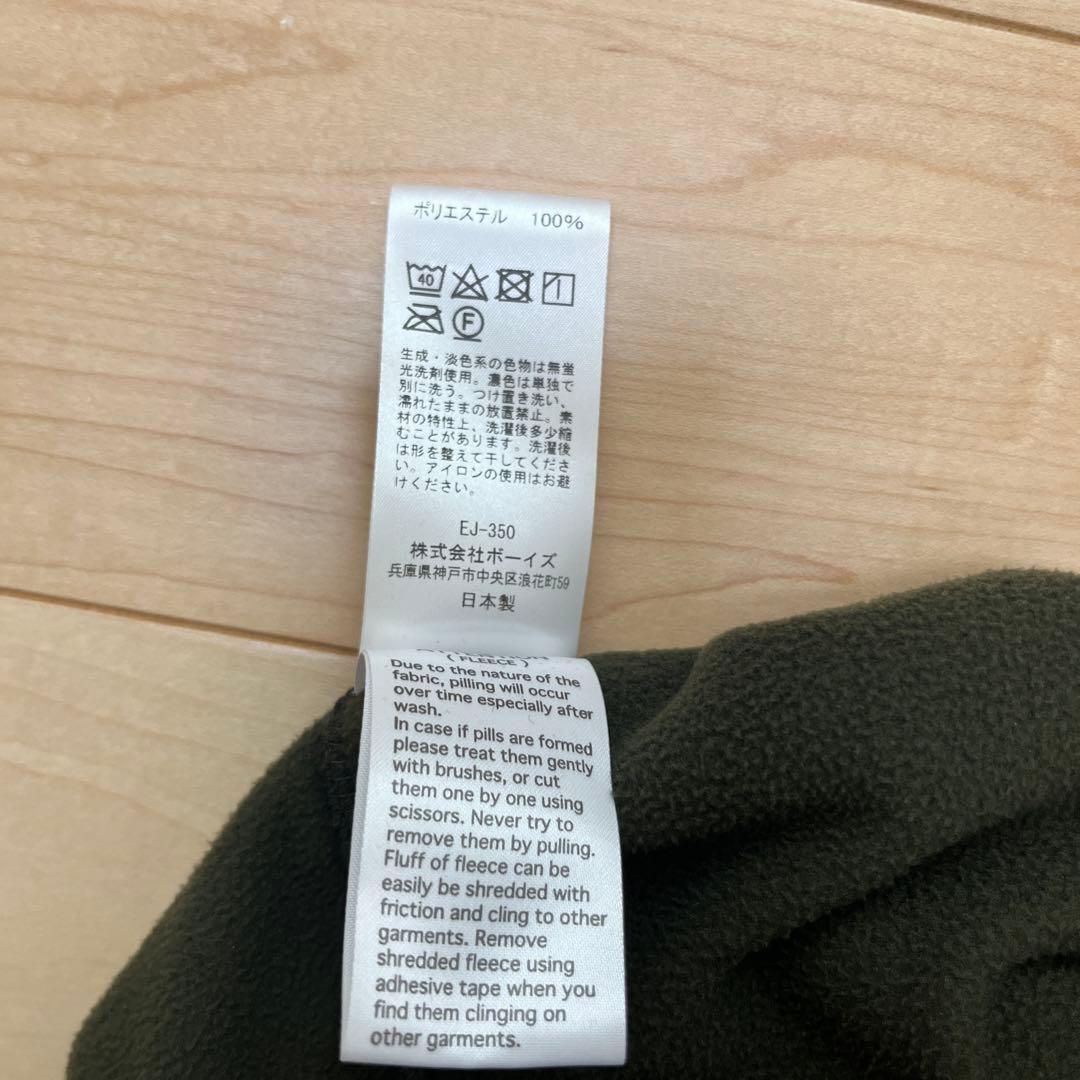 ポリエステル 100%
40
F
生成・淡色系の色物は無蛍
光洗剤使用。濃色は単独で
別に洗う。つけ置き洗い、
濡れたままの放置禁止。素
材の特性上、洗濯後多少縮
むことがあります。洗濯後
は形を整えて干してくださ
い。アイロンの使用はお避
けください。
EJ-350
株式会社ボーイズ
兵庫県神戸市中央区浪花町59
日本製
( FLEECE )
Due to the nature of the
fabric, pilling will occur
over time especially after
wash.
In case if pills are formed
please treat them gently
with brushes, or cut
them one by one using
scissors. Never try to
remove them by pulling.
Fluff of fleece can be
easily be shredded with
friction and cling to other
garments. Remove
shredded fleece using
adhesive tape when you
find them clinging on
other garments.